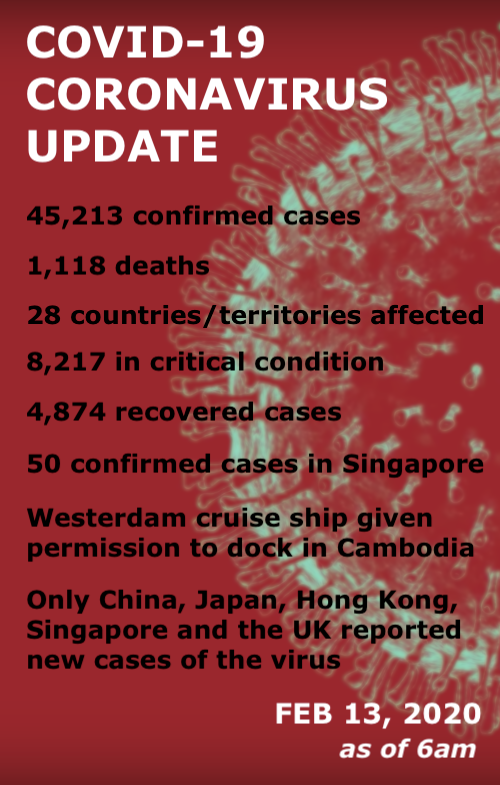 COVID-19
CORONAVIRUS
UPDATE
45,213 confirmed cases
1,118 deaths
28 countries/territories affected
8,217 in critical condition
4,874 recovered cases
50 confirmed cases in Singapore
Westerdam cruise ship given
permission to dock in Cambodia
Only China, Japan, Hong Kong,
Singapore and the UK reported
new cases of the virus
FEB 13, 2020
as of 6am